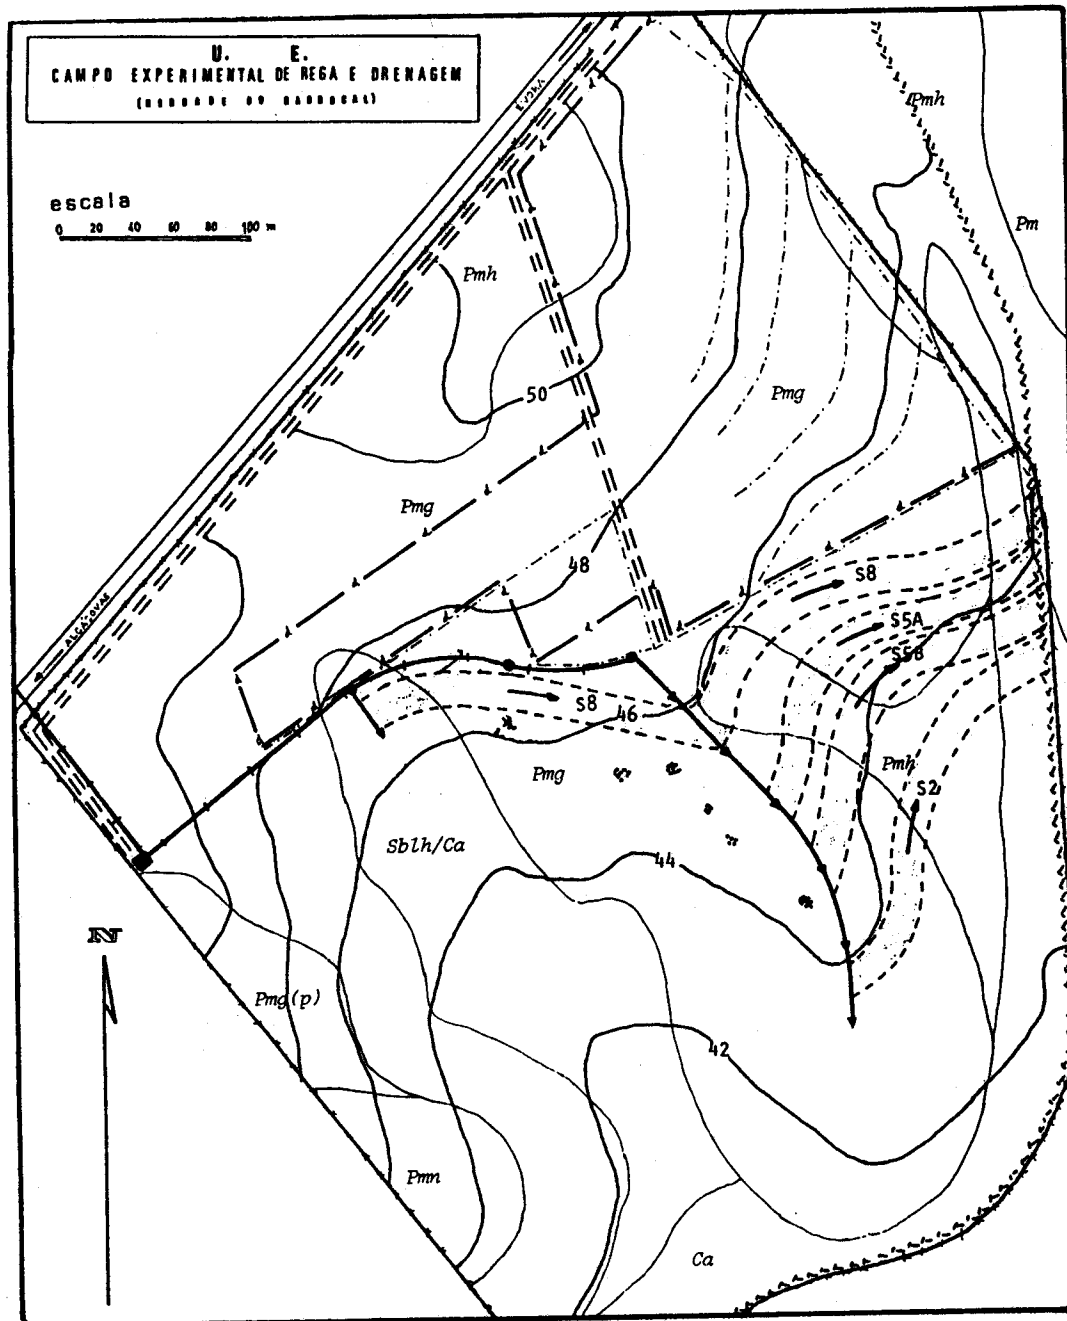 U. E.
CAMPO EXPERIMENTAL DE REGA E DRENAGEM
escala
0 20 40 60 80 100 m
Pmh
Pmh
Pm
Pmh
50
Pmg
Pmg
48
S8
S5A
S5B
S8
46
Pmg
Pmh
S2
Sblh/Ca
44
N
Pmg(p)
42
Pmn
Ca